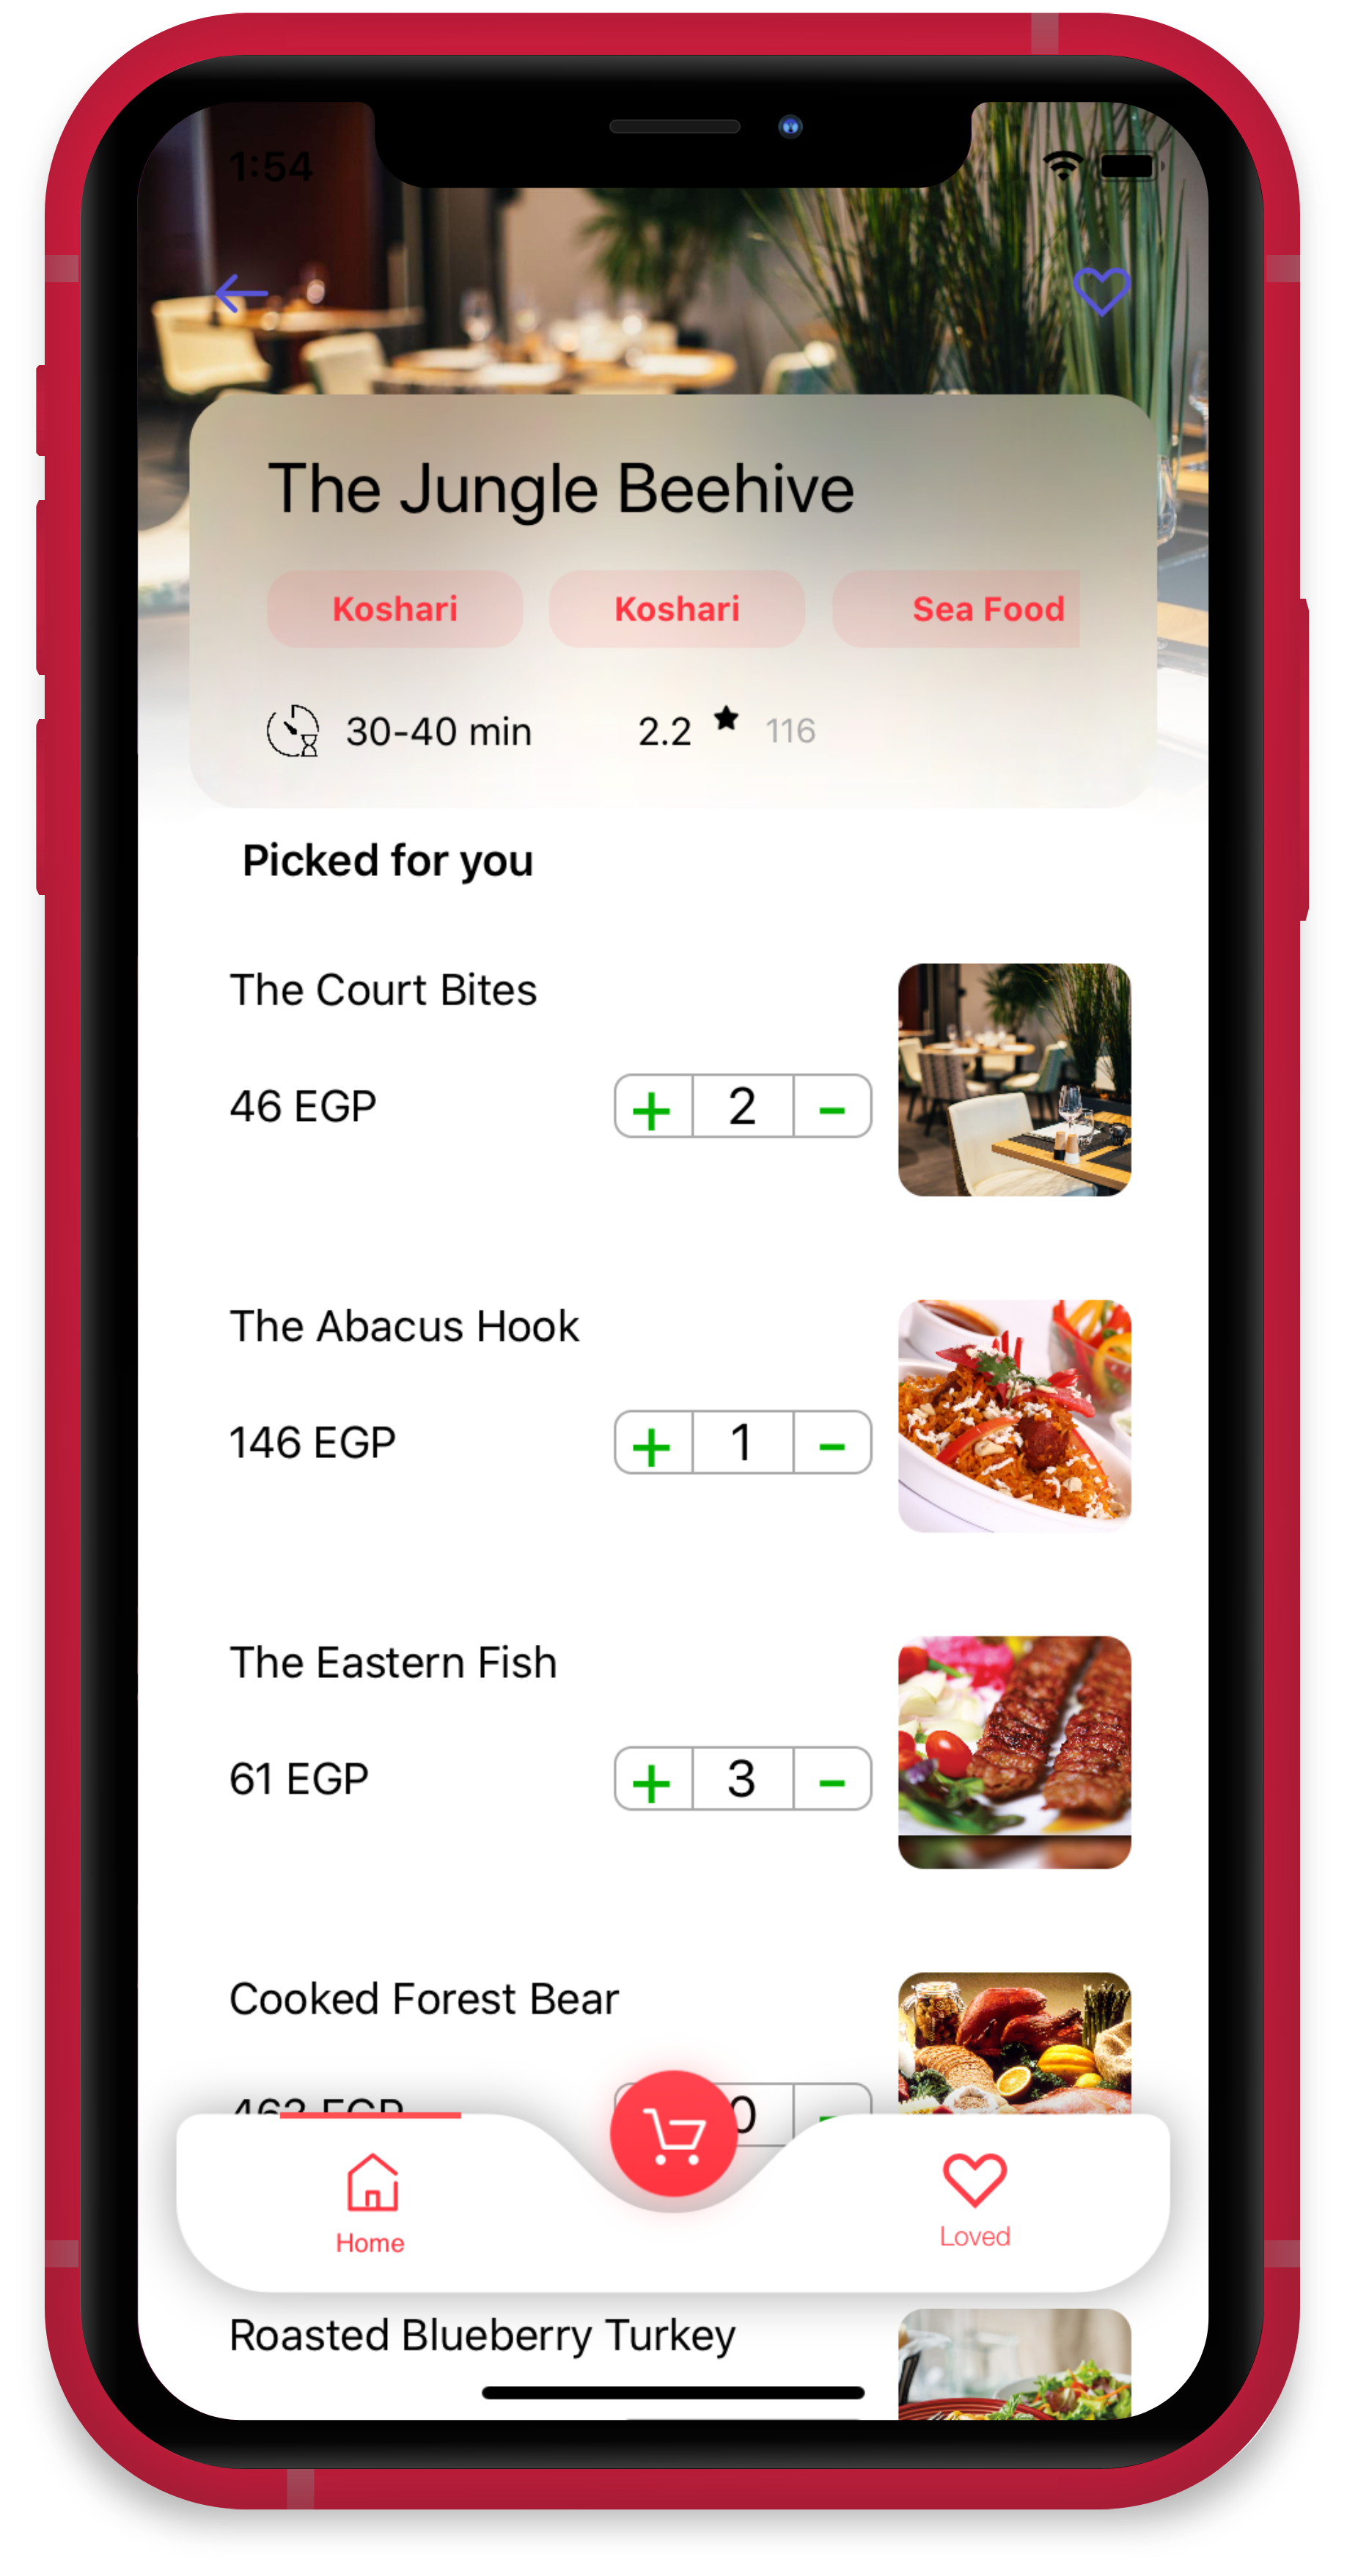 1:54
The Jungle Beehive
Koshari Koshari Sea Food
30-40 min 2.2 116
Picked for you
The Court Bites
46 EGP + 2 -
The Abacus Hook
146 EGP + 1 -
The Eastern Fish
61 EGP + 3 -
Cooked Forest Bear
EGP 0 -
Home Loved
Roasted Blueberry Turkey